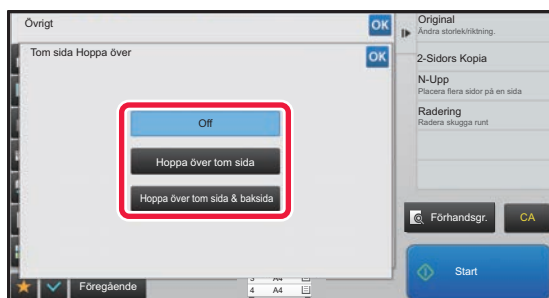 Övrigt
OK
Tom sida Hoppa över
OK
Off
Hoppa över tom sida
Hoppa över tom sida & baksida
Föregående
3 A4
4 A4
Original
Ändra storlek/riktning.
2-Sidors Kopia
N-Upp
Placera flera sidor på en sida
Radering
Radera skugga runt
Förhandsgr.
CA
Start